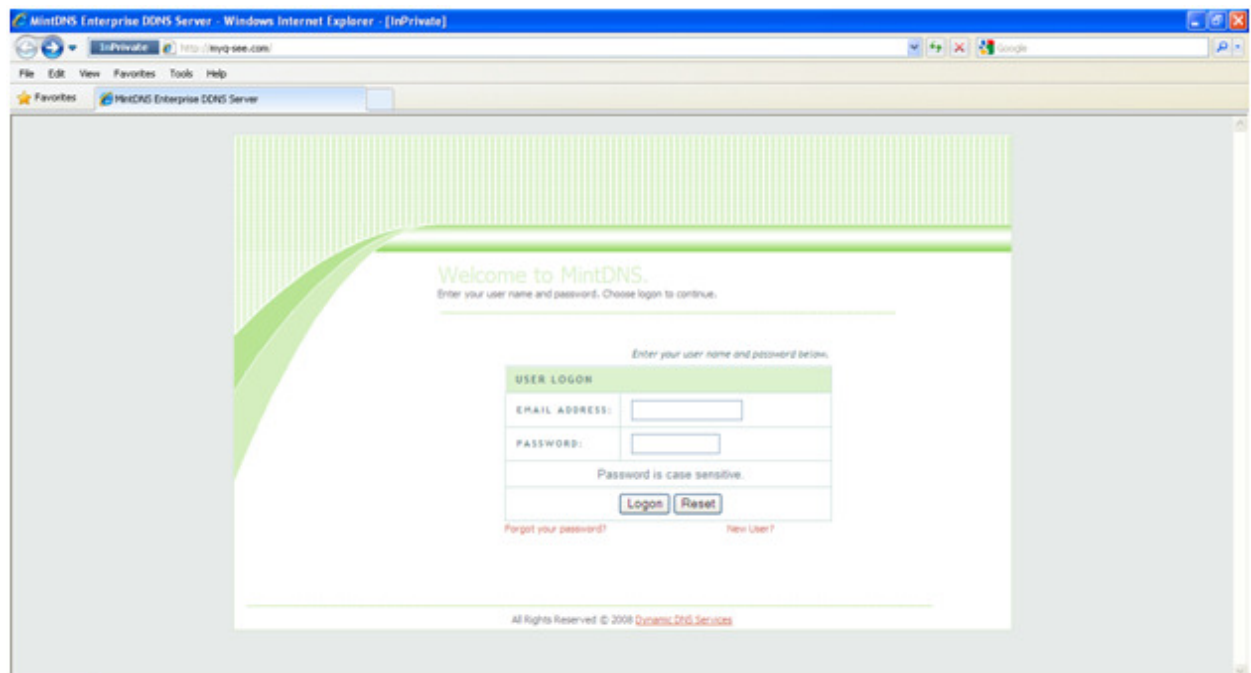 MintDNS Enterprise DDNS Server - Windows Internet Explorer - [InPrivate]
InPrivate http://myq-see.com/ Google
File Edit View Favorites Tools Help
Favorites MintDNS Enterprise DDNS Server
Welcome to MintDNS.
Enter your user name and password. Choose logon to continue.
Enter your user name and password below.
USER LOGON
EMAIL ADDRESS:
PASSWORD:
Password is case sensitive.
Logon Reset
Forgot your password? New User?
All Rights Reserved © 2008 Dynamic DNS Services